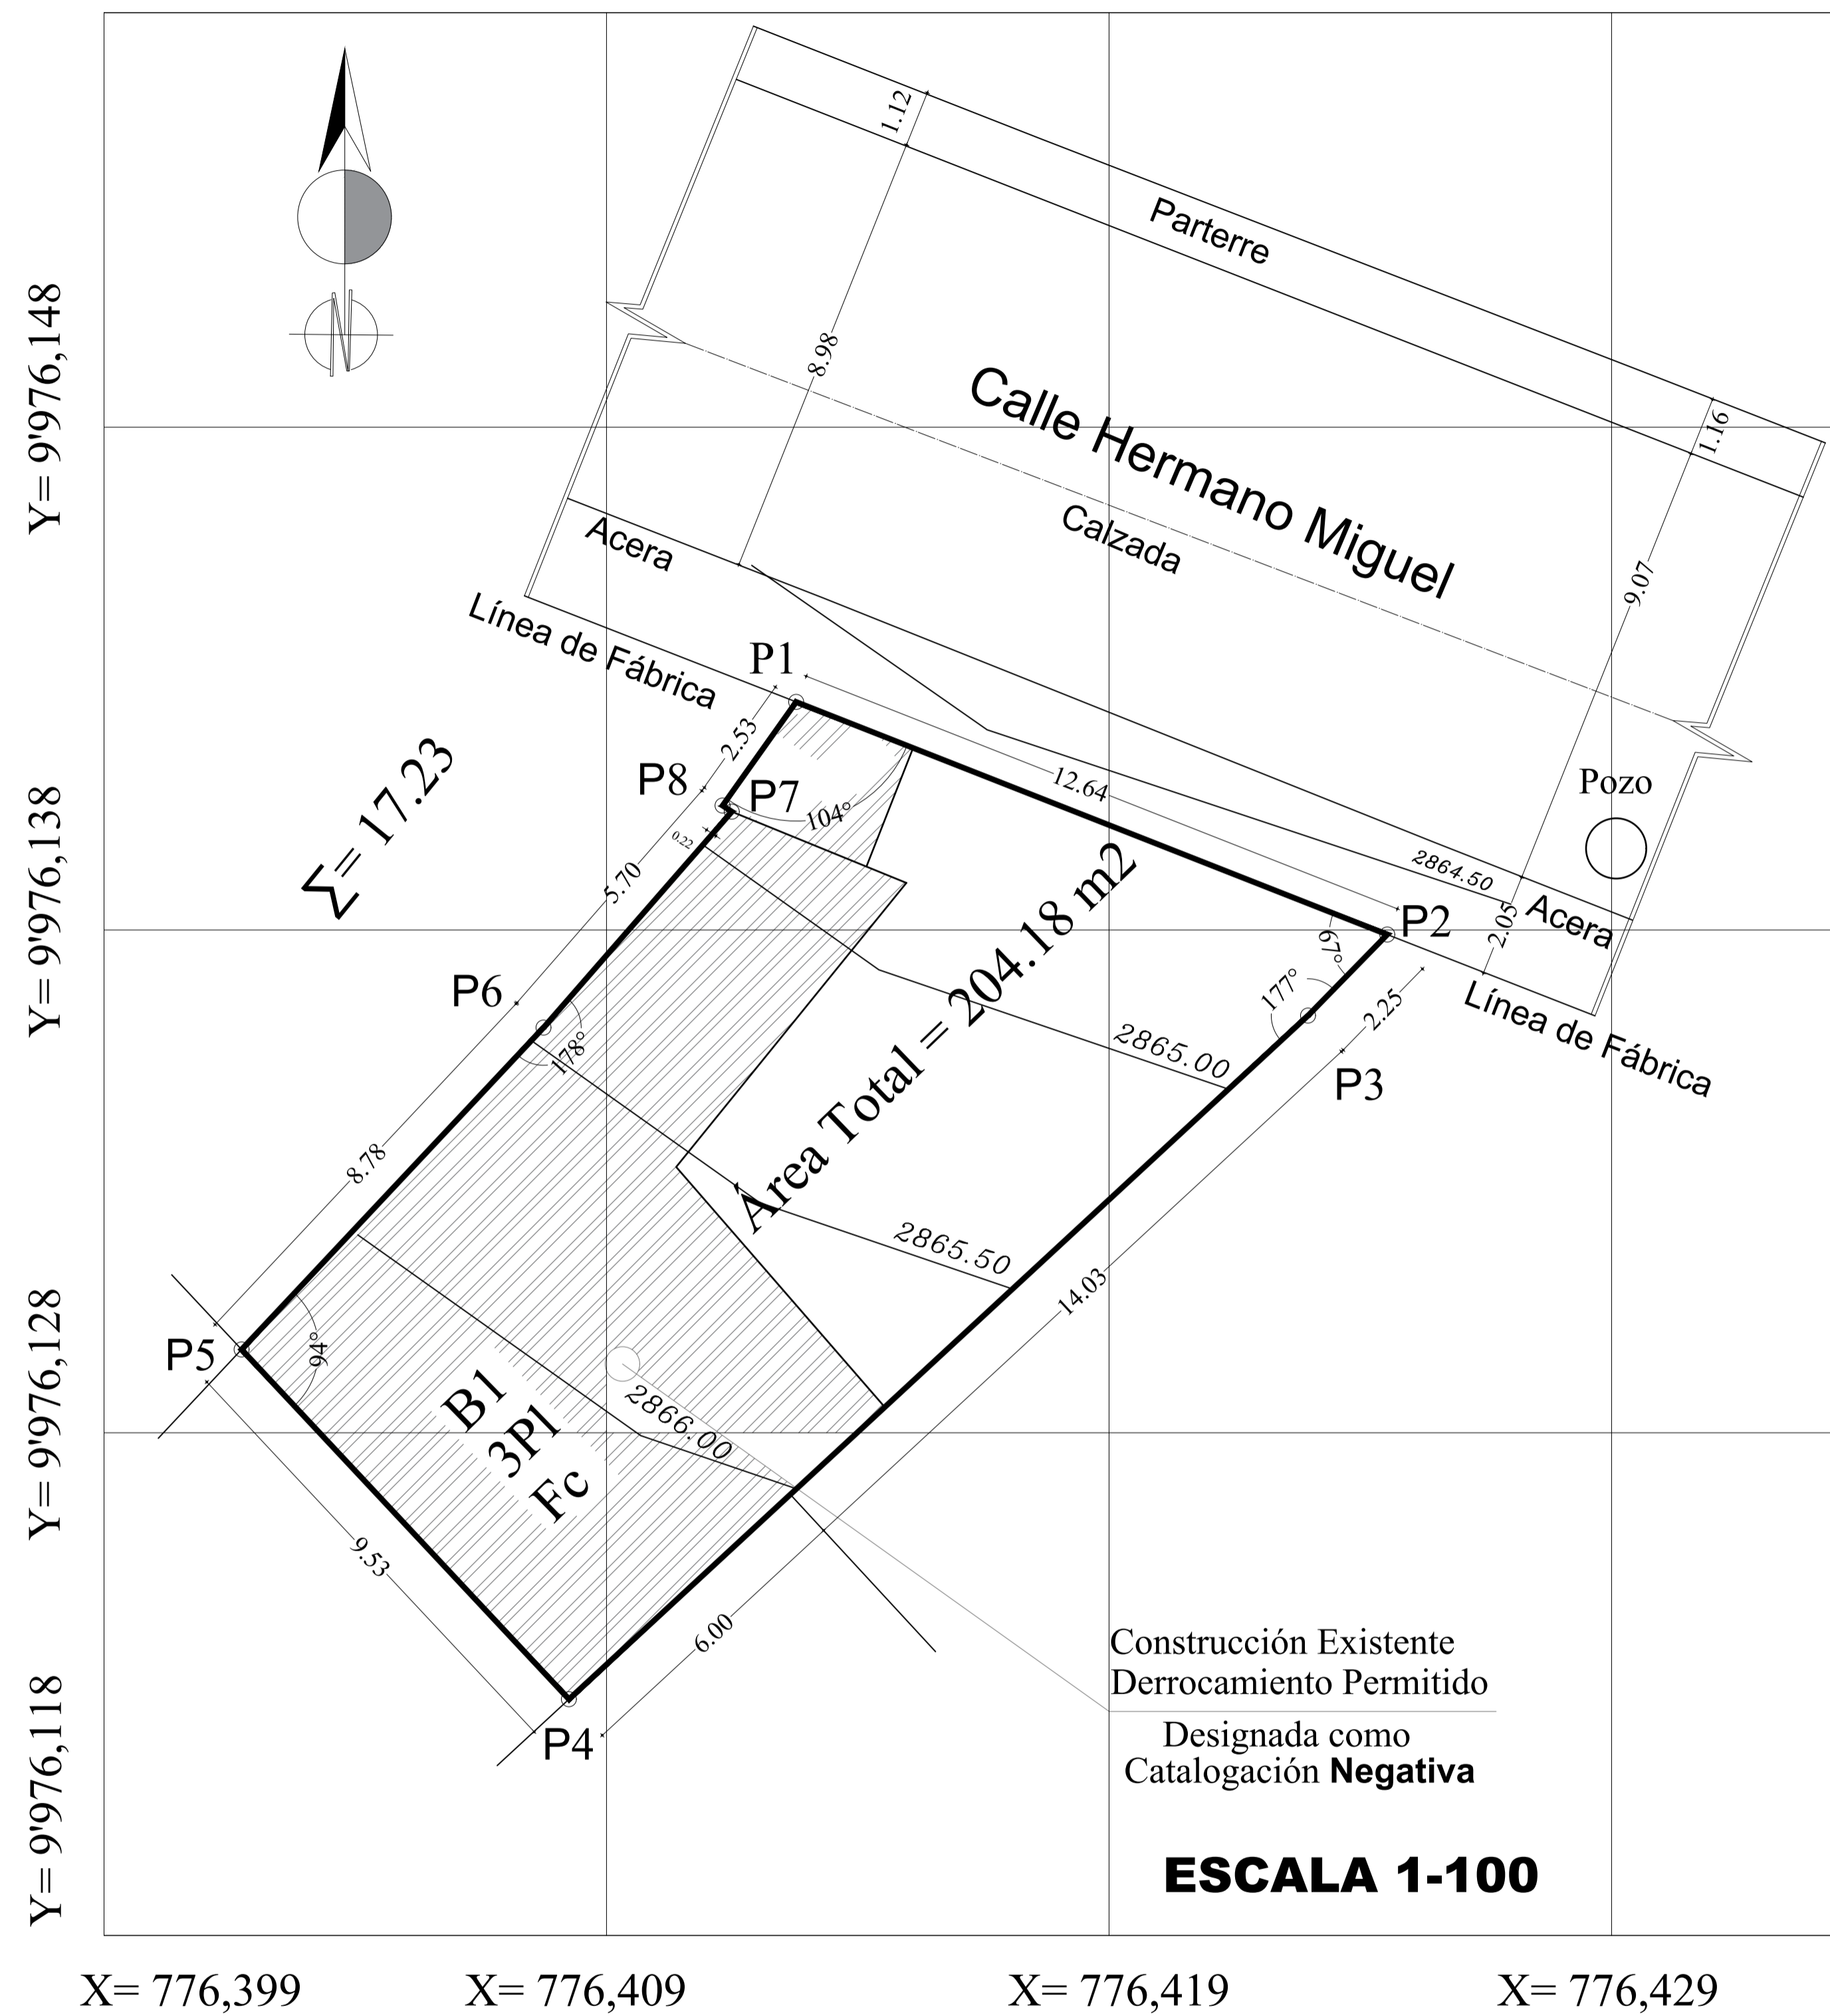 N
1.12
Parterre
8.98
Calle Hermano Miguel
1.16
Calzada
Acera
9.07
Línea de Fábrica
P1
2.53
12.64
Pozo
P8
P7
104°
0.22
Σ= 17.23
5.70
2864.50
2.05
Acera
P2
67°
177°
2.25
Línea de Fábrica
P3
P6
178°
Área Total = 204.18 m2
2865.00
8.78
2865.50
14.03
P5
94°
B1
3Pl
Fc
2866.00
9.53
6.00
P4
Construcción Existente
Derrocamiento Permitido
Designada como
Catalogación Negativa
ESCALA 1-100
Y= 9'976,148
Y= 9'976,138
Y= 9'976,128
Y= 9'976,118
X= 776,399
X= 776,409
X= 776,419
X= 776,429